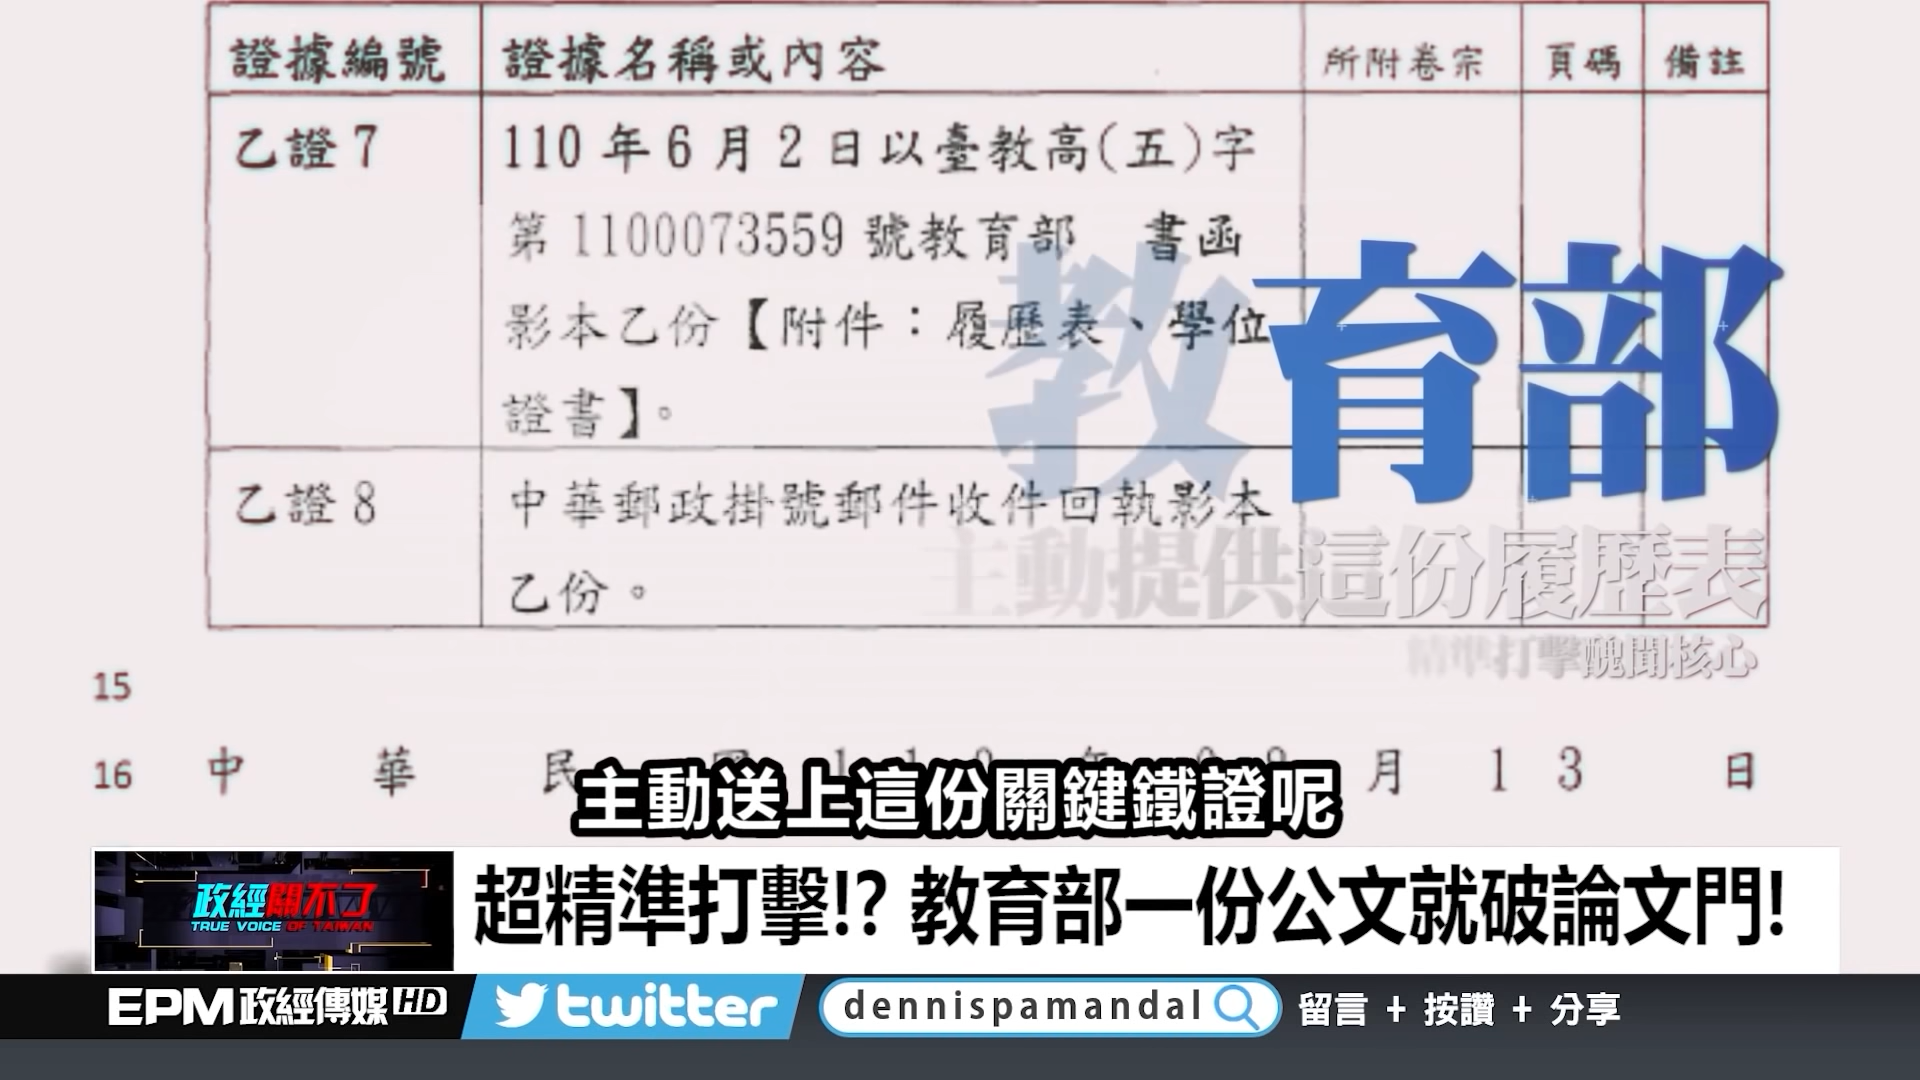 證據編號 證據名稱或內容 所附卷宗 頁碼 備註
乙證7 110年6月2日以臺教高(五)字
第1100073559號教育部 書函
影本乙份【附件：履歷表、學位
證書】。
乙證8 中華郵政掛號郵件收件回執影本
乙份。
教育部
主動提供這份履歷表
精準打擊醜聞核心
15
16 中 華 民 月 13 日
主動送上這份關鍵鐵證呢
政經關不了
TRUE VOICE OF TAIWAN
超精準打擊!? 教育部一份公文就破論文門!
EPM政經傳媒HD
twitter
dennispamandal
留言 + 按讚 + 分享